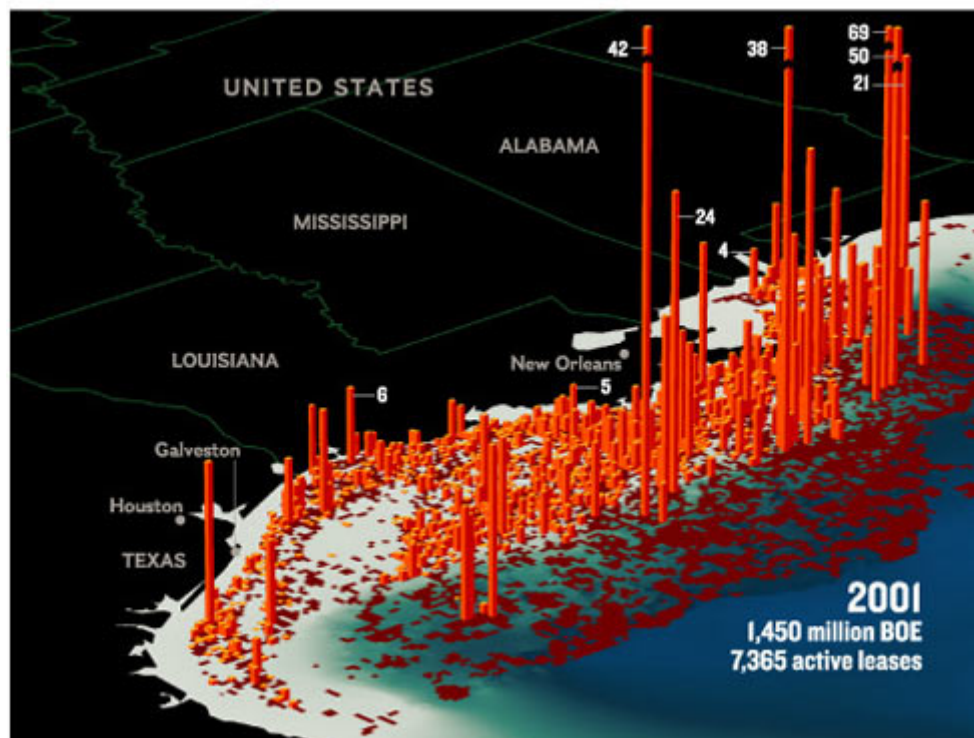 42
38
69
50
21
UNITED STATES
ALABAMA
MISSISSIPPI
24
4
LOUISIANA
New Orleans
6
5
Galveston
Houston
TEXAS
2001
1,450 million BOE
7,365 active leases